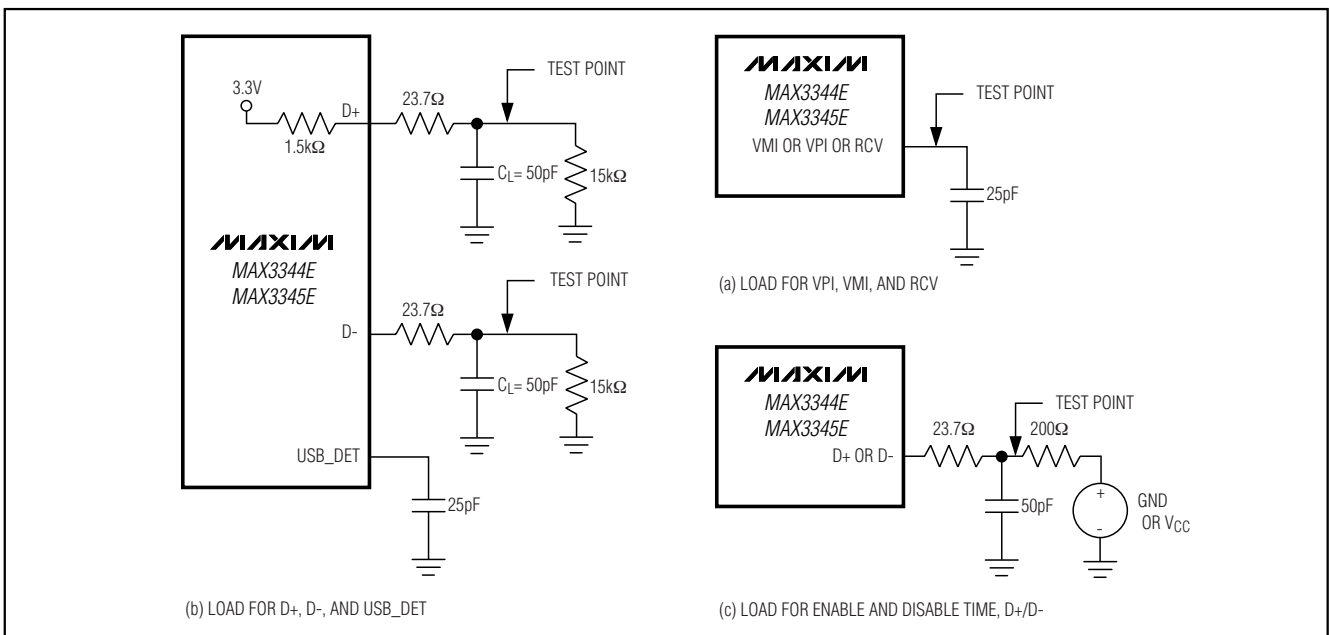 3.3V
1.5kΩ
D+
23.7Ω
TEST POINT
CL= 50pF
15kΩ
MAXIM
MAX3344E
MAX3345E
D-
23.7Ω
TEST POINT
CL= 50pF
15kΩ
USB_DET
25pF
(b) LOAD FOR D+, D-, AND USB_DET
MAXIM
MAX3344E
MAX3345E
VMI OR VPI OR RCV
TEST POINT
25pF
(a) LOAD FOR VPI, VMI, AND RCV
MAXIM
MAX3344E
MAX3345E
D+ OR D-
23.7Ω
TEST POINT
200Ω
50pF
+
-
GND
OR VCC
(c) LOAD FOR ENABLE AND DISABLE TIME, D+/D-